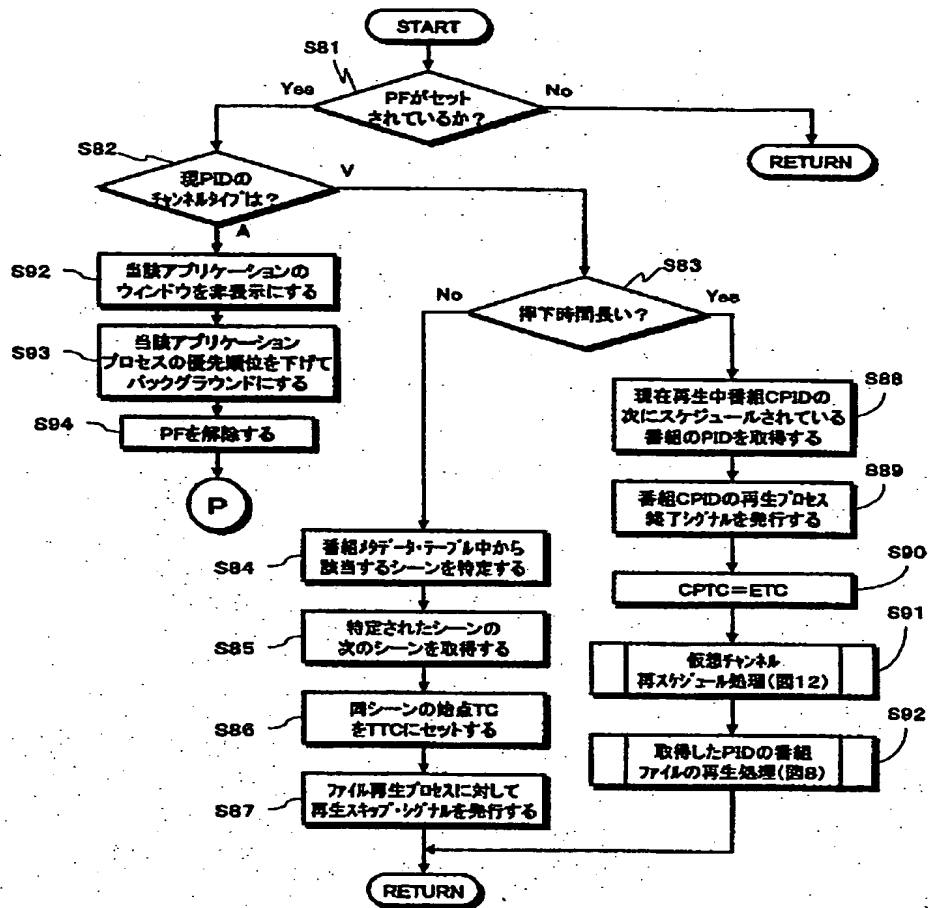 START
S81
Yes
PFがセット
されているか？
No
RETURN
S82
現PIDの
チャンネルタイプは？
V
A
S92
当該アプリケーションの
ウィンドウを非表示にする
S93
当該アプリケーション
プロセスの優先順位を下げて
バックグラウンドにする
S94
PFを解除する
P
S83
No
押下時間長い？
Yes
S88
現在再生中番組CPIDの
次にスケジュールされている
番組のPIDを取得する
S89
番組CPIDの再生プロセス
終了シグナルを発行する
S90
CPTC＝ETC
S91
仮想チャンネル
再スケジュール処理(図12)
S92
取得したPIDの番組
ファイルの再生処理(図8)
S84
番組メタデータ・テーブル中から
該当するシーンを特定する
S85
特定されたシーンの
次のシーンを取得する
S86
同シーンの始点TC
をTTCにセットする
S87
ファイル再生プロセスに対して
再生スキップ・シグナルを発行する
RETURN